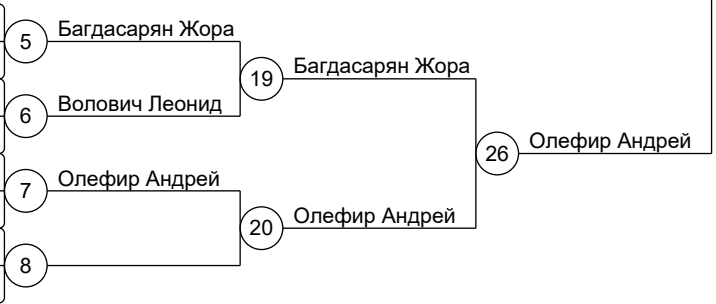 5
Багдасарян Жора
19
Багдасарян Жора
6
Волович Леонид
26
Олефир Андрей
7
Олефир Андрей
20
Олефир Андрей
8